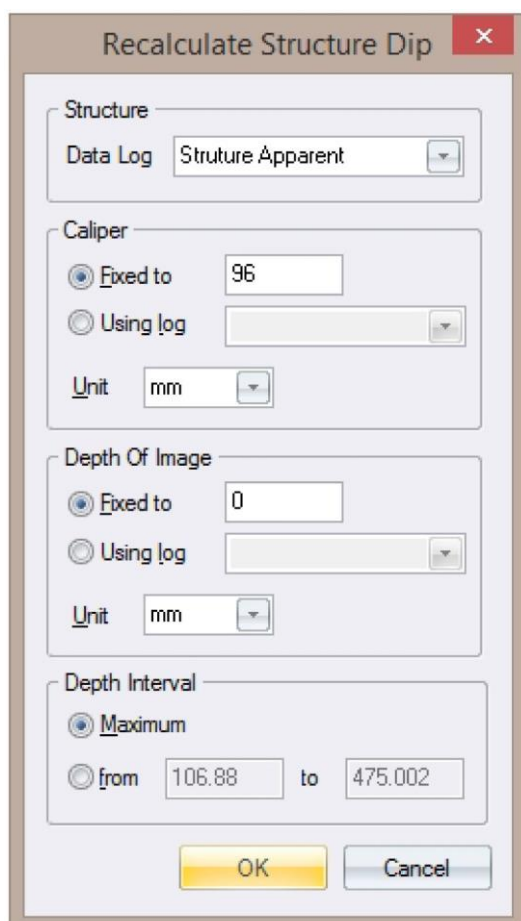 Recalculate Structure Dip
Structure
Data Log Struture Apparent
Caliper
Fixed to 96
Using log
Unit mm
Depth Of Image
Fixed to 0
Using log
Unit mm
Depth Interval
Maximum
from 106.88 to 475.002
OK Cancel